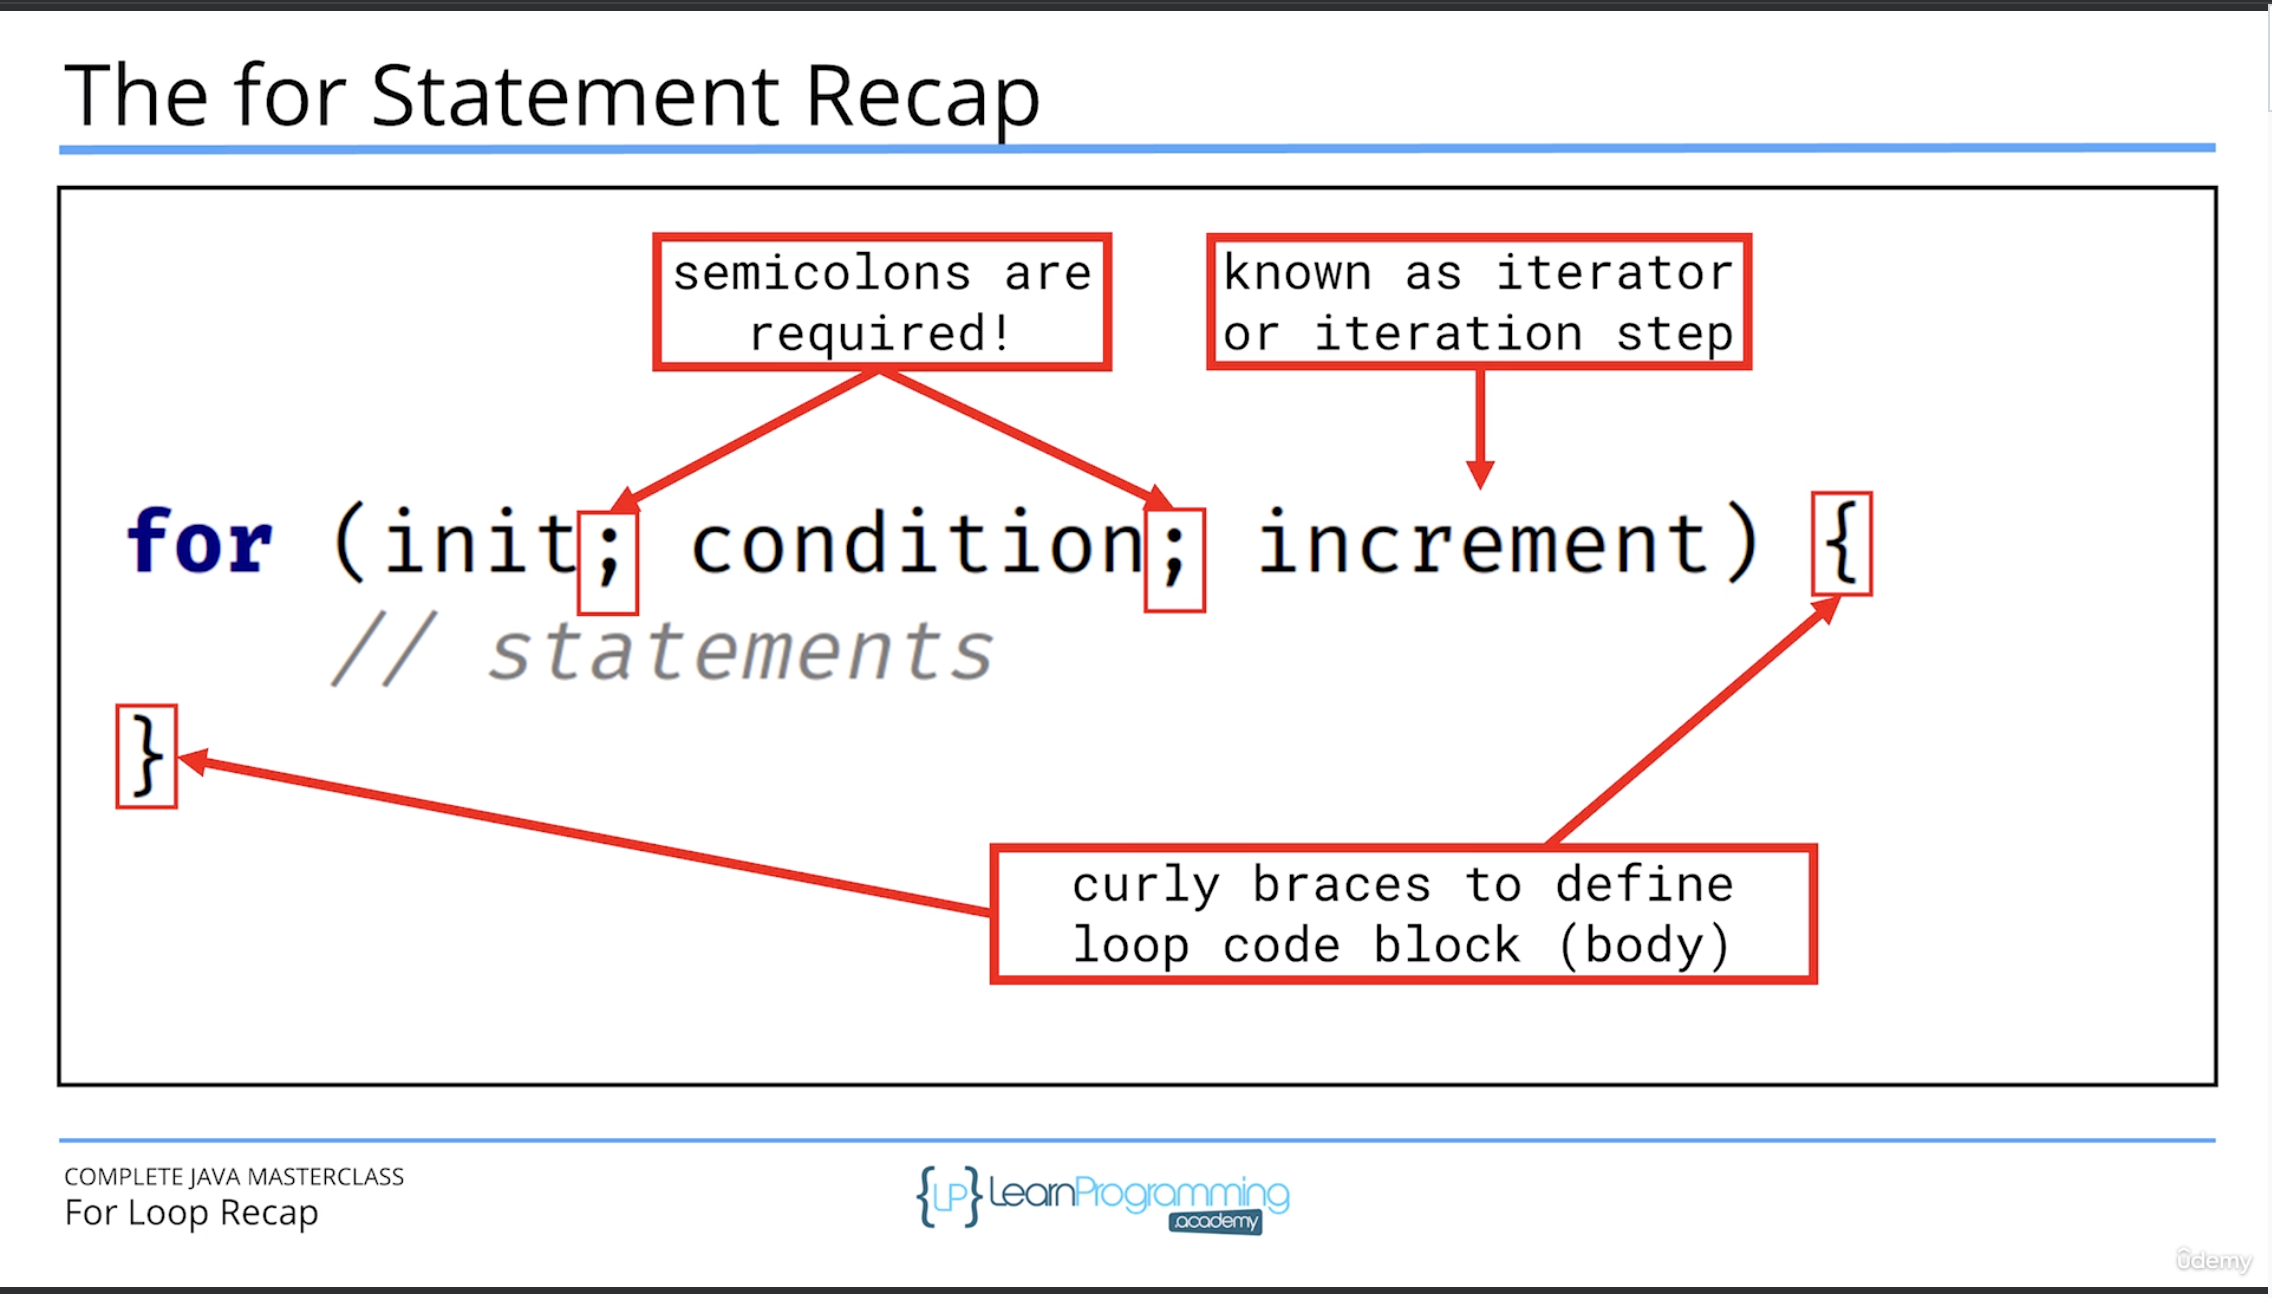 The for Statement Recap
semicolons are
required!
known as iterator
or iteration step
for (init; condition; increment) {
// statements
}
curly braces to define
loop code block (body)
COMPLETE JAVA MASTERCLASS
For Loop Recap
{LP} LearnProgramming
.academy
ûdemy